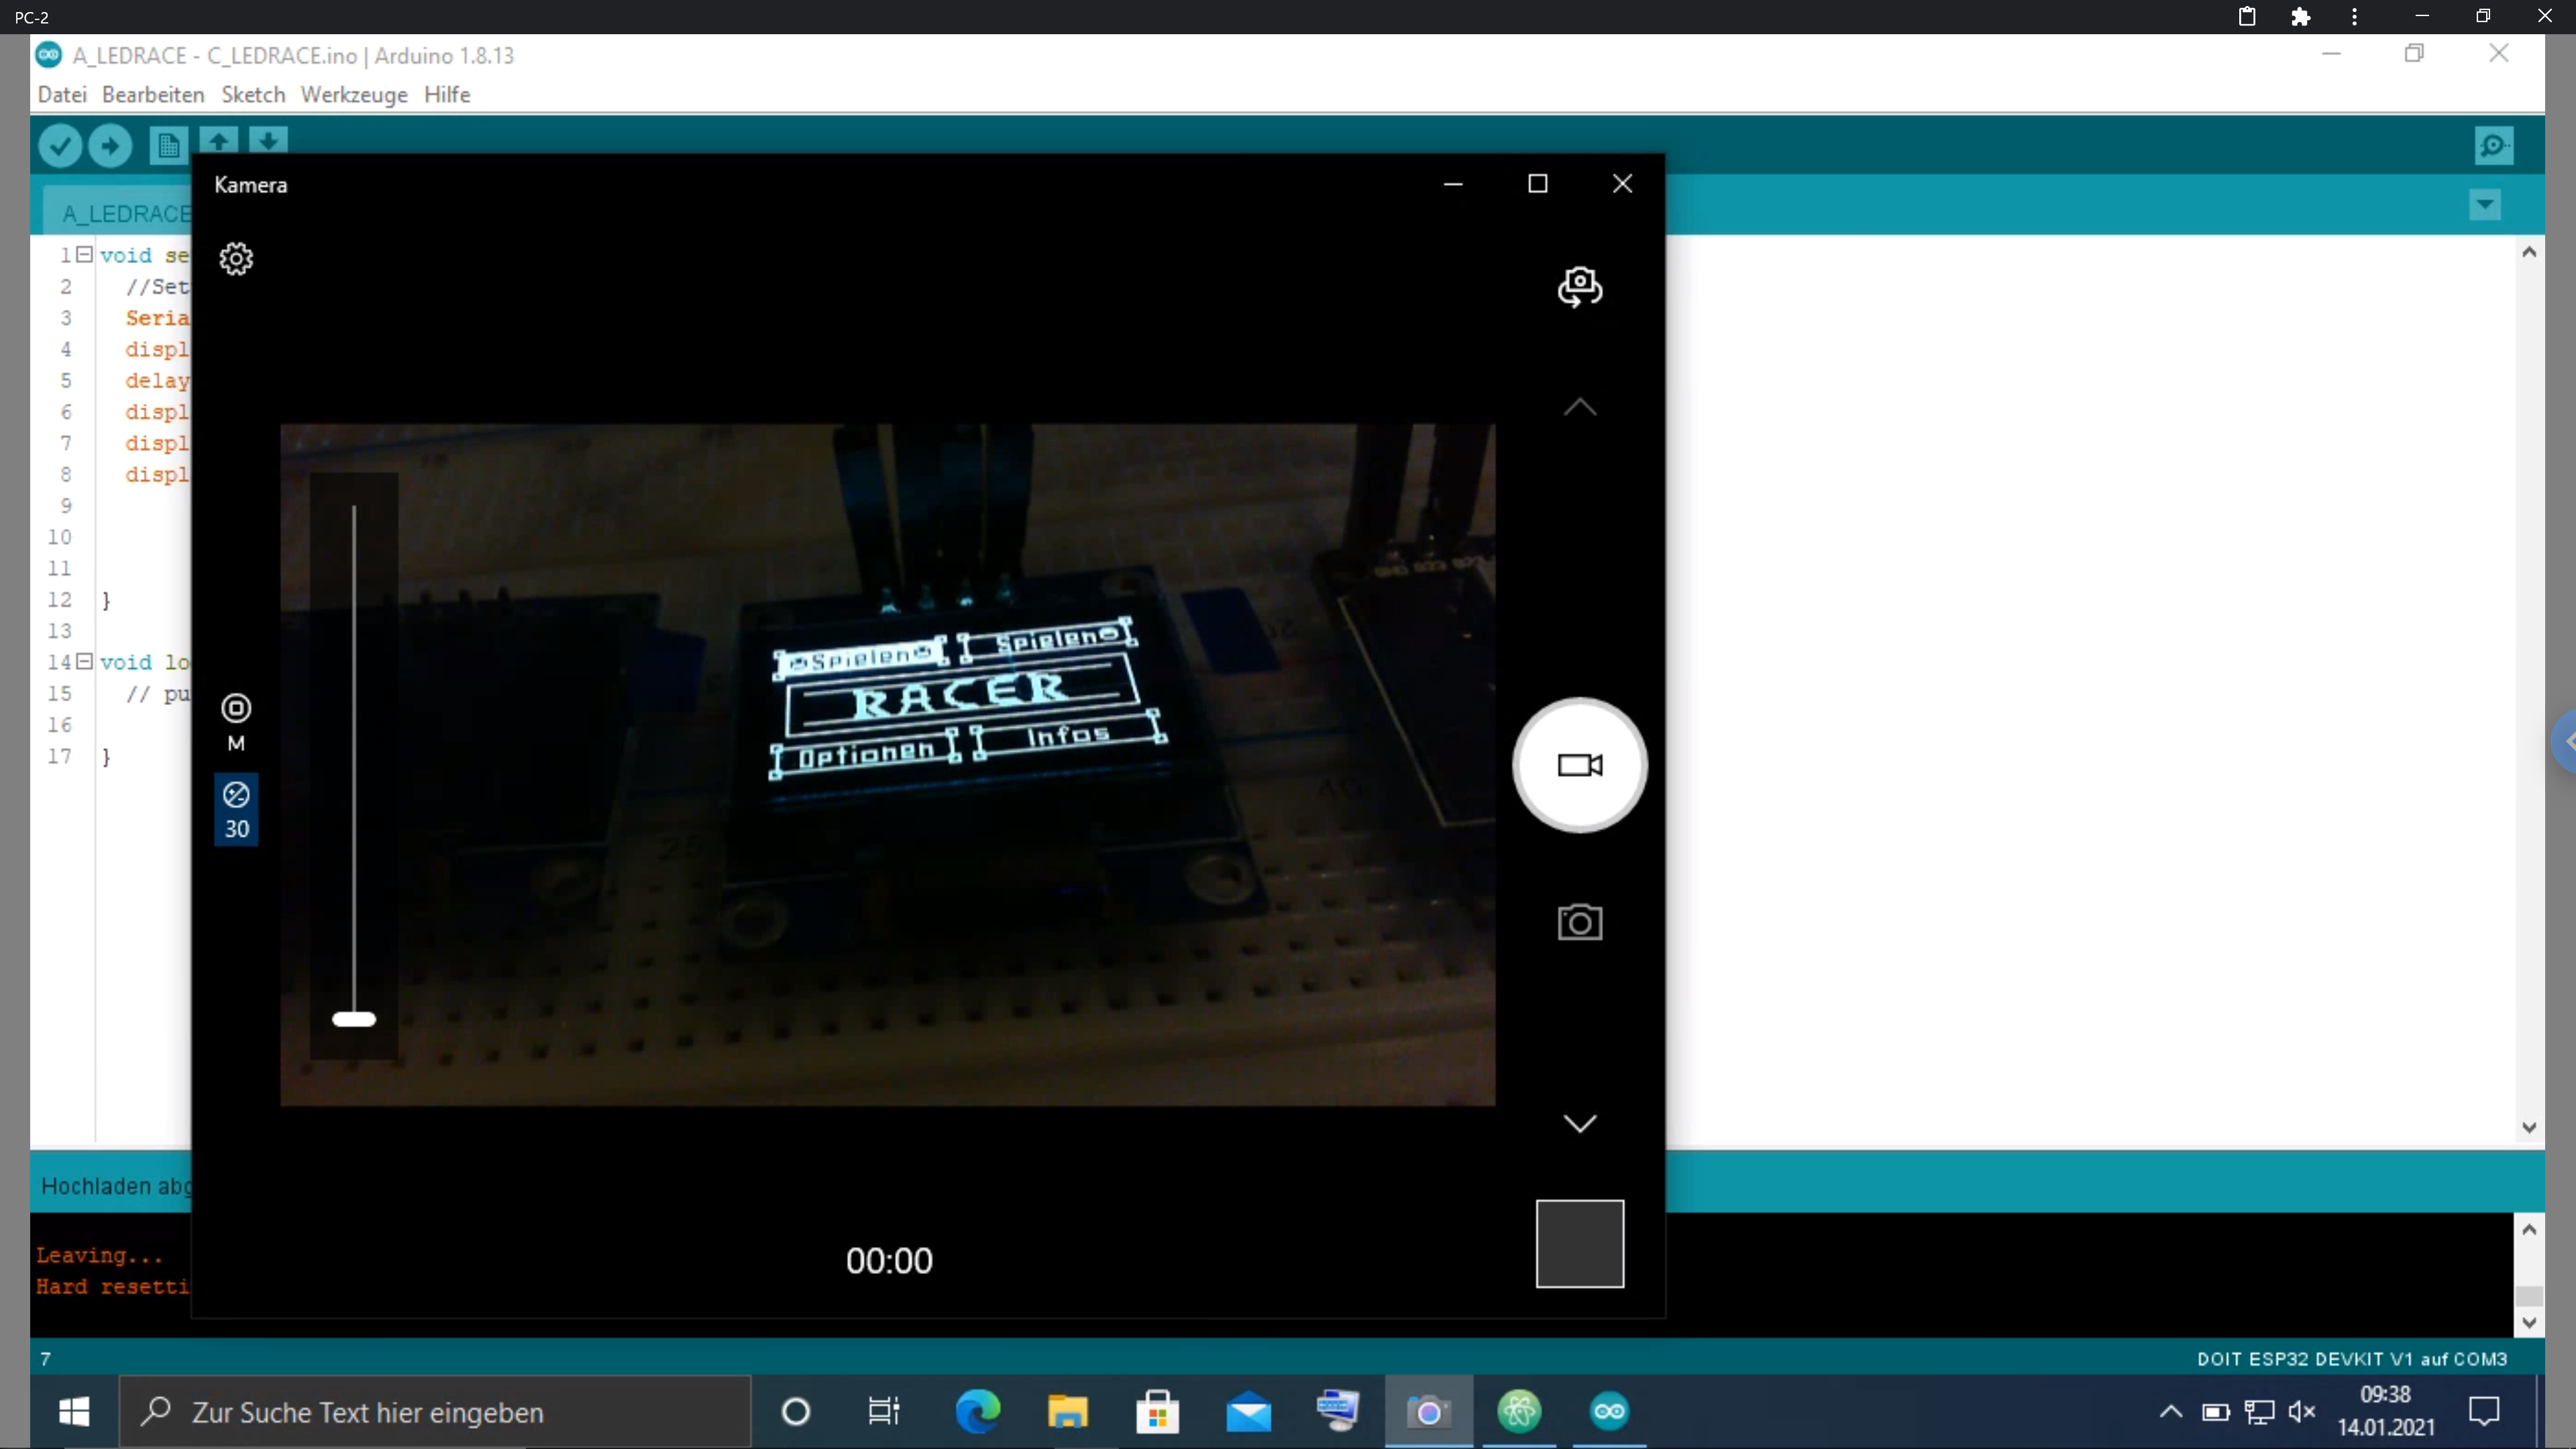 PC-2
A_LEDRACE - C_LEDRACE.ino | Arduino 1.8.13
Datei Bearbeiten Sketch Werkzeuge Hilfe
A_LEDRACE
Kamera
1 void se
2 //Set
3 Seria
4 displ
5 delay
6 displ
7 displ
8 displ
9
10
11
12 }
13
14 void lo
15 // pu
16
17 }
M
30
Spielen Spielen
RACER
Optionen Infos
25
Hochladen abg
00:00
Leaving...
Hard resetti
7
DOIT ESP32 DEVKIT V1 auf COM3
Zur Suche Text hier eingeben
09:38
14.01.2021